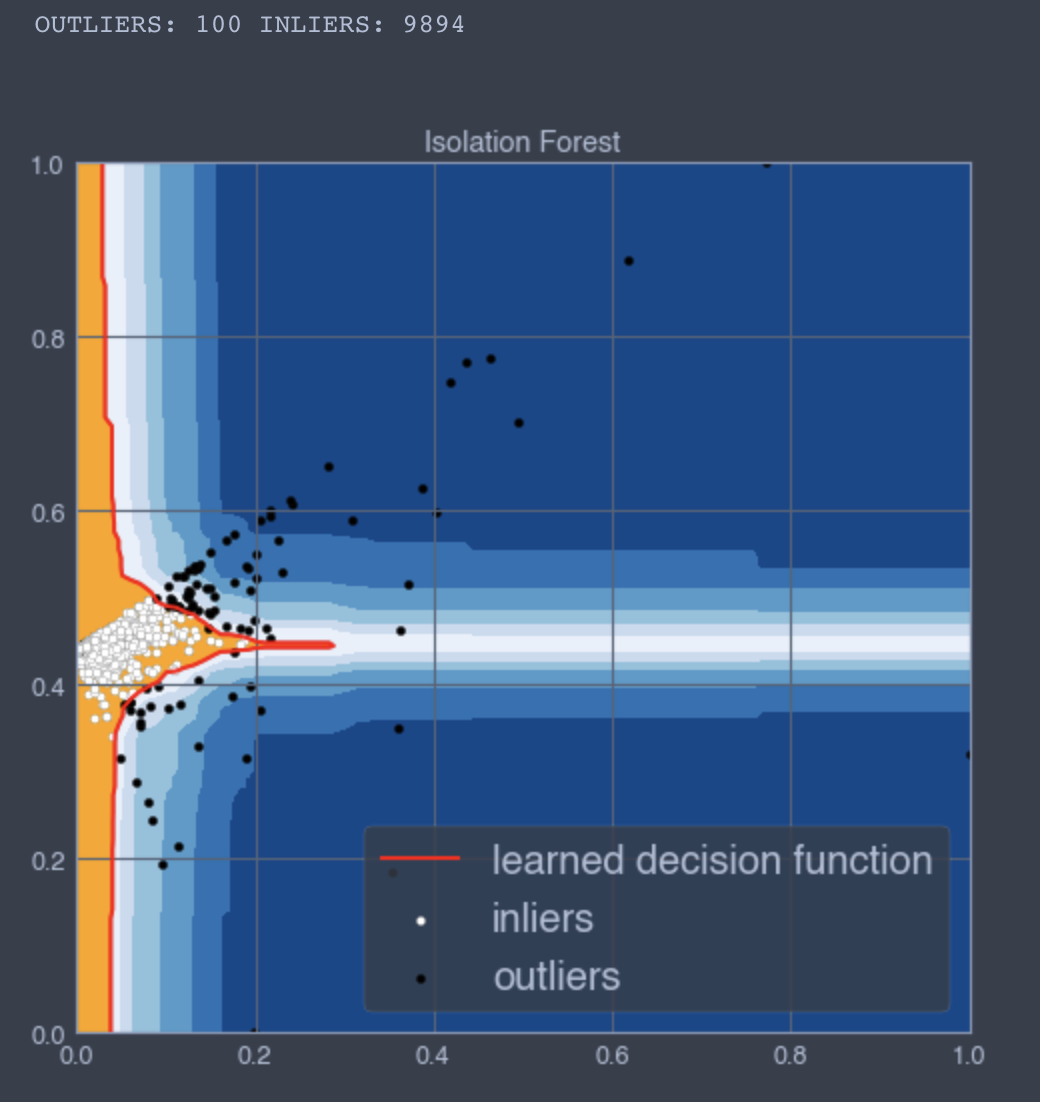 OUTLIERS: 100 INLIERS: 9894
Isolation Forest
1.0
0.8
0.6
0.4
0.2
0.0
learned decision function
inliers
outliers
0.0 0.2 0.4 0.6 0.8 1.0